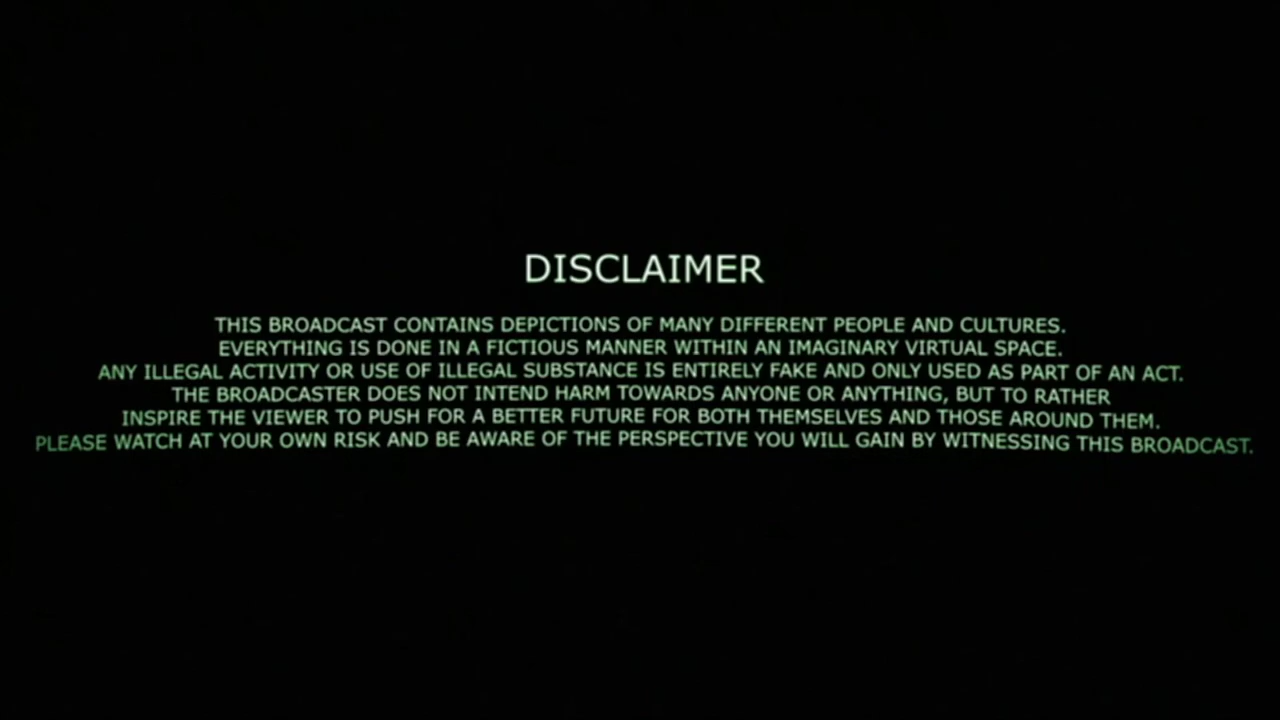 DISCLAIMER
THIS BROADCAST CONTAINS DEPICTIONS OF MANY DIFFERENT PEOPLE AND CULTURES.
EVERYTHING IS DONE IN A FICTIOUS MANNER WITHIN AN IMAGINARY VIRTUAL SPACE.
ANY ILLEGAL ACTIVITY OR USE OF ILLEGAL SUBSTANCE IS ENTIRELY FAKE AND ONLY USED AS PART OF AN ACT.
THE BROADCASTER DOES NOT INTEND HARM TOWARDS ANYONE OR ANYTHING, BUT TO RATHER
INSPIRE THE VIEWER TO PUSH FOR A BETTER FUTURE FOR BOTH THEMSELVES AND THOSE AROUND THEM.
PLEASE WATCH AT YOUR OWN RISK AND BE AWARE OF THE PERSPECTIVE YOU WILL GAIN BY WITNESSING THIS BROADCAST.